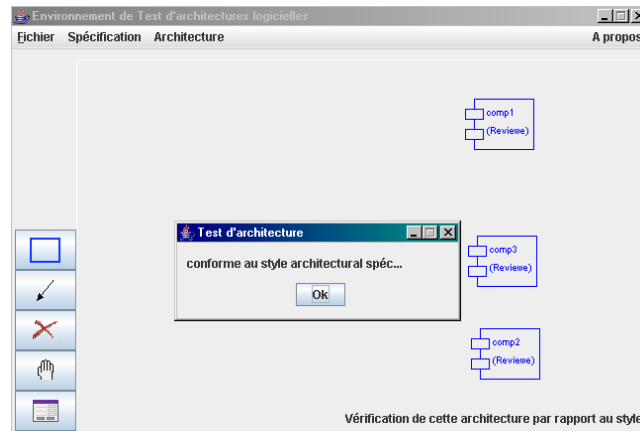 Environnement de Test d'architectures logicielles
Fichier Spécification Architecture A propos
comp1
(Reviewe)
Test d'architecture
conforme au style architectural spéc...
Ok
comp3
(Reviewe)
comp2
(Reviewe)
Vérification de cette architecture par rapport au style